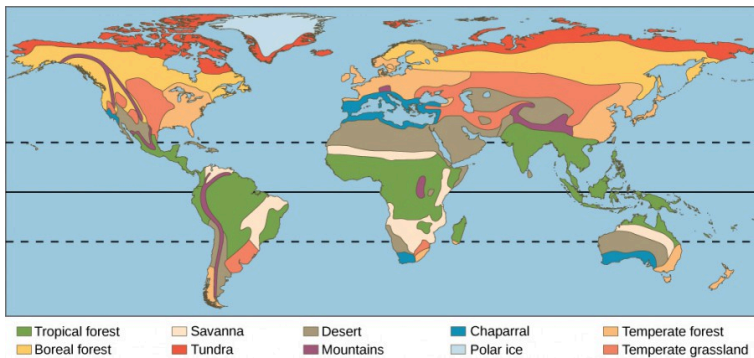 Tropical forest Savanna Desert Chaparral Temperate forest
Boreal forest Tundra Mountains Polar ice Temperate grassland